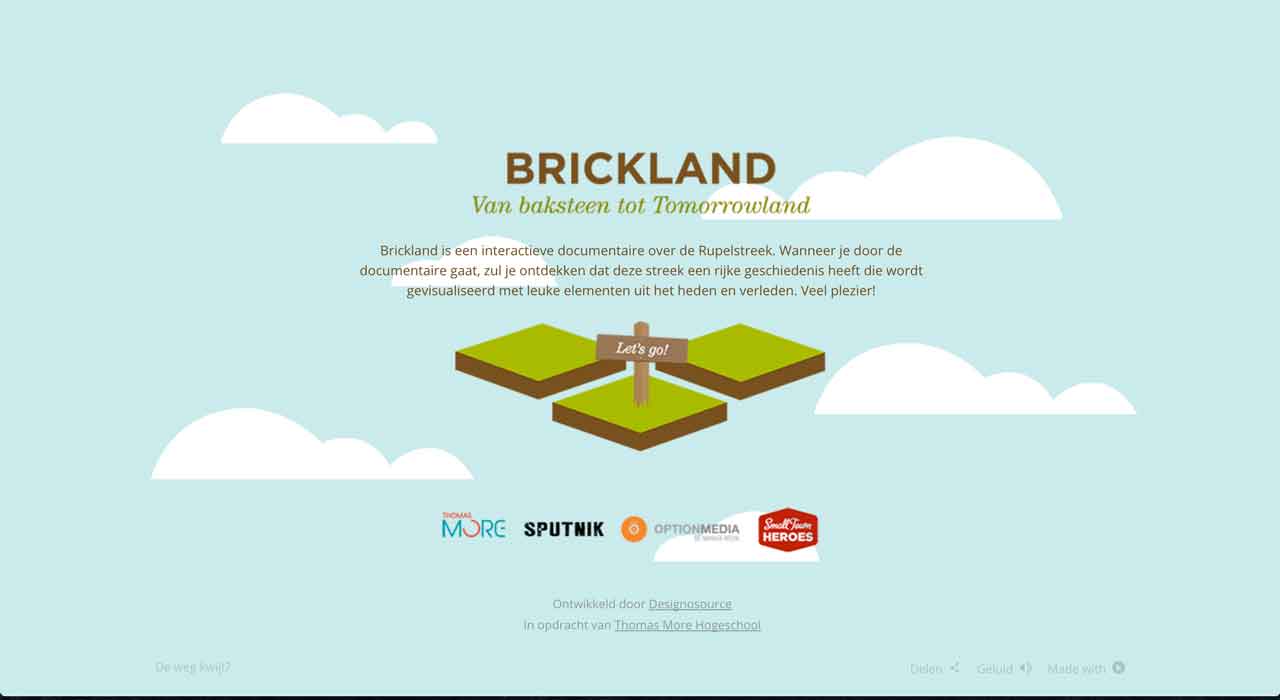 BRICKLAND
Van baksteen tot Tomorrowland
Brickland is een interactieve documentaire over de Rupelstreek. Wanneer je door de
documentaire gaat, zul je ontdekken dat deze streek een rijke geschiedenis heeft die wordt
gevisualiseerd met leuke elementen uit het heden en verleden. Veel plezier!
Let's go!
THOMAS
MORE
SPUTNIK
OPTIONMEDIA
Small Town
HEROES
Ontwikkeld door Designosource
In opdracht van Thomas More Hogeschool
De weg kwijt?
Delen
Geluid
Made with